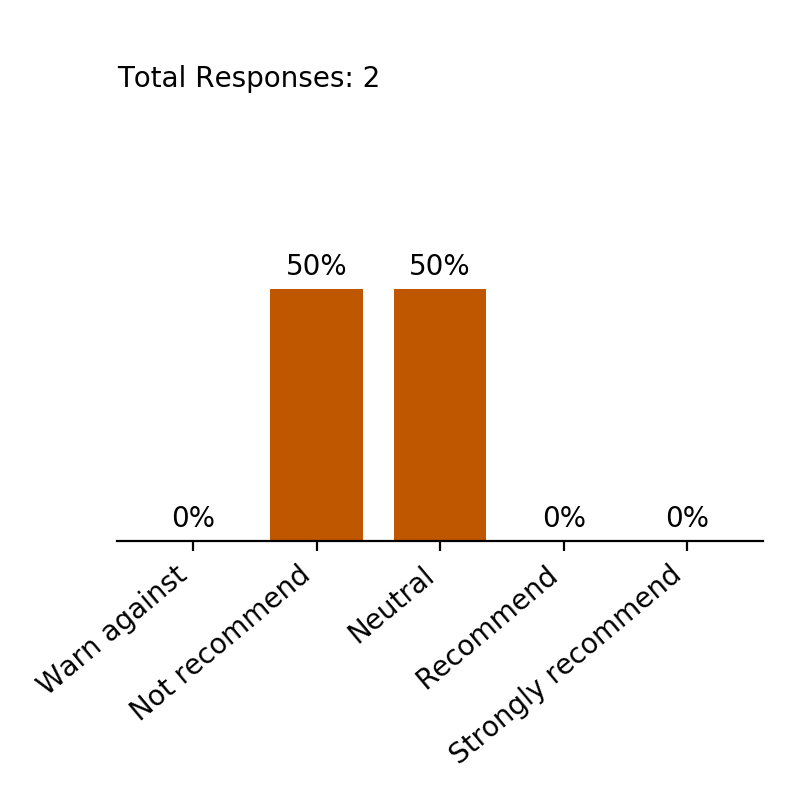 Total Responses: 2
50% 50%
0% 0% 0%
Warn against
Not recommend
Neutral
Recommend
Strongly recommend